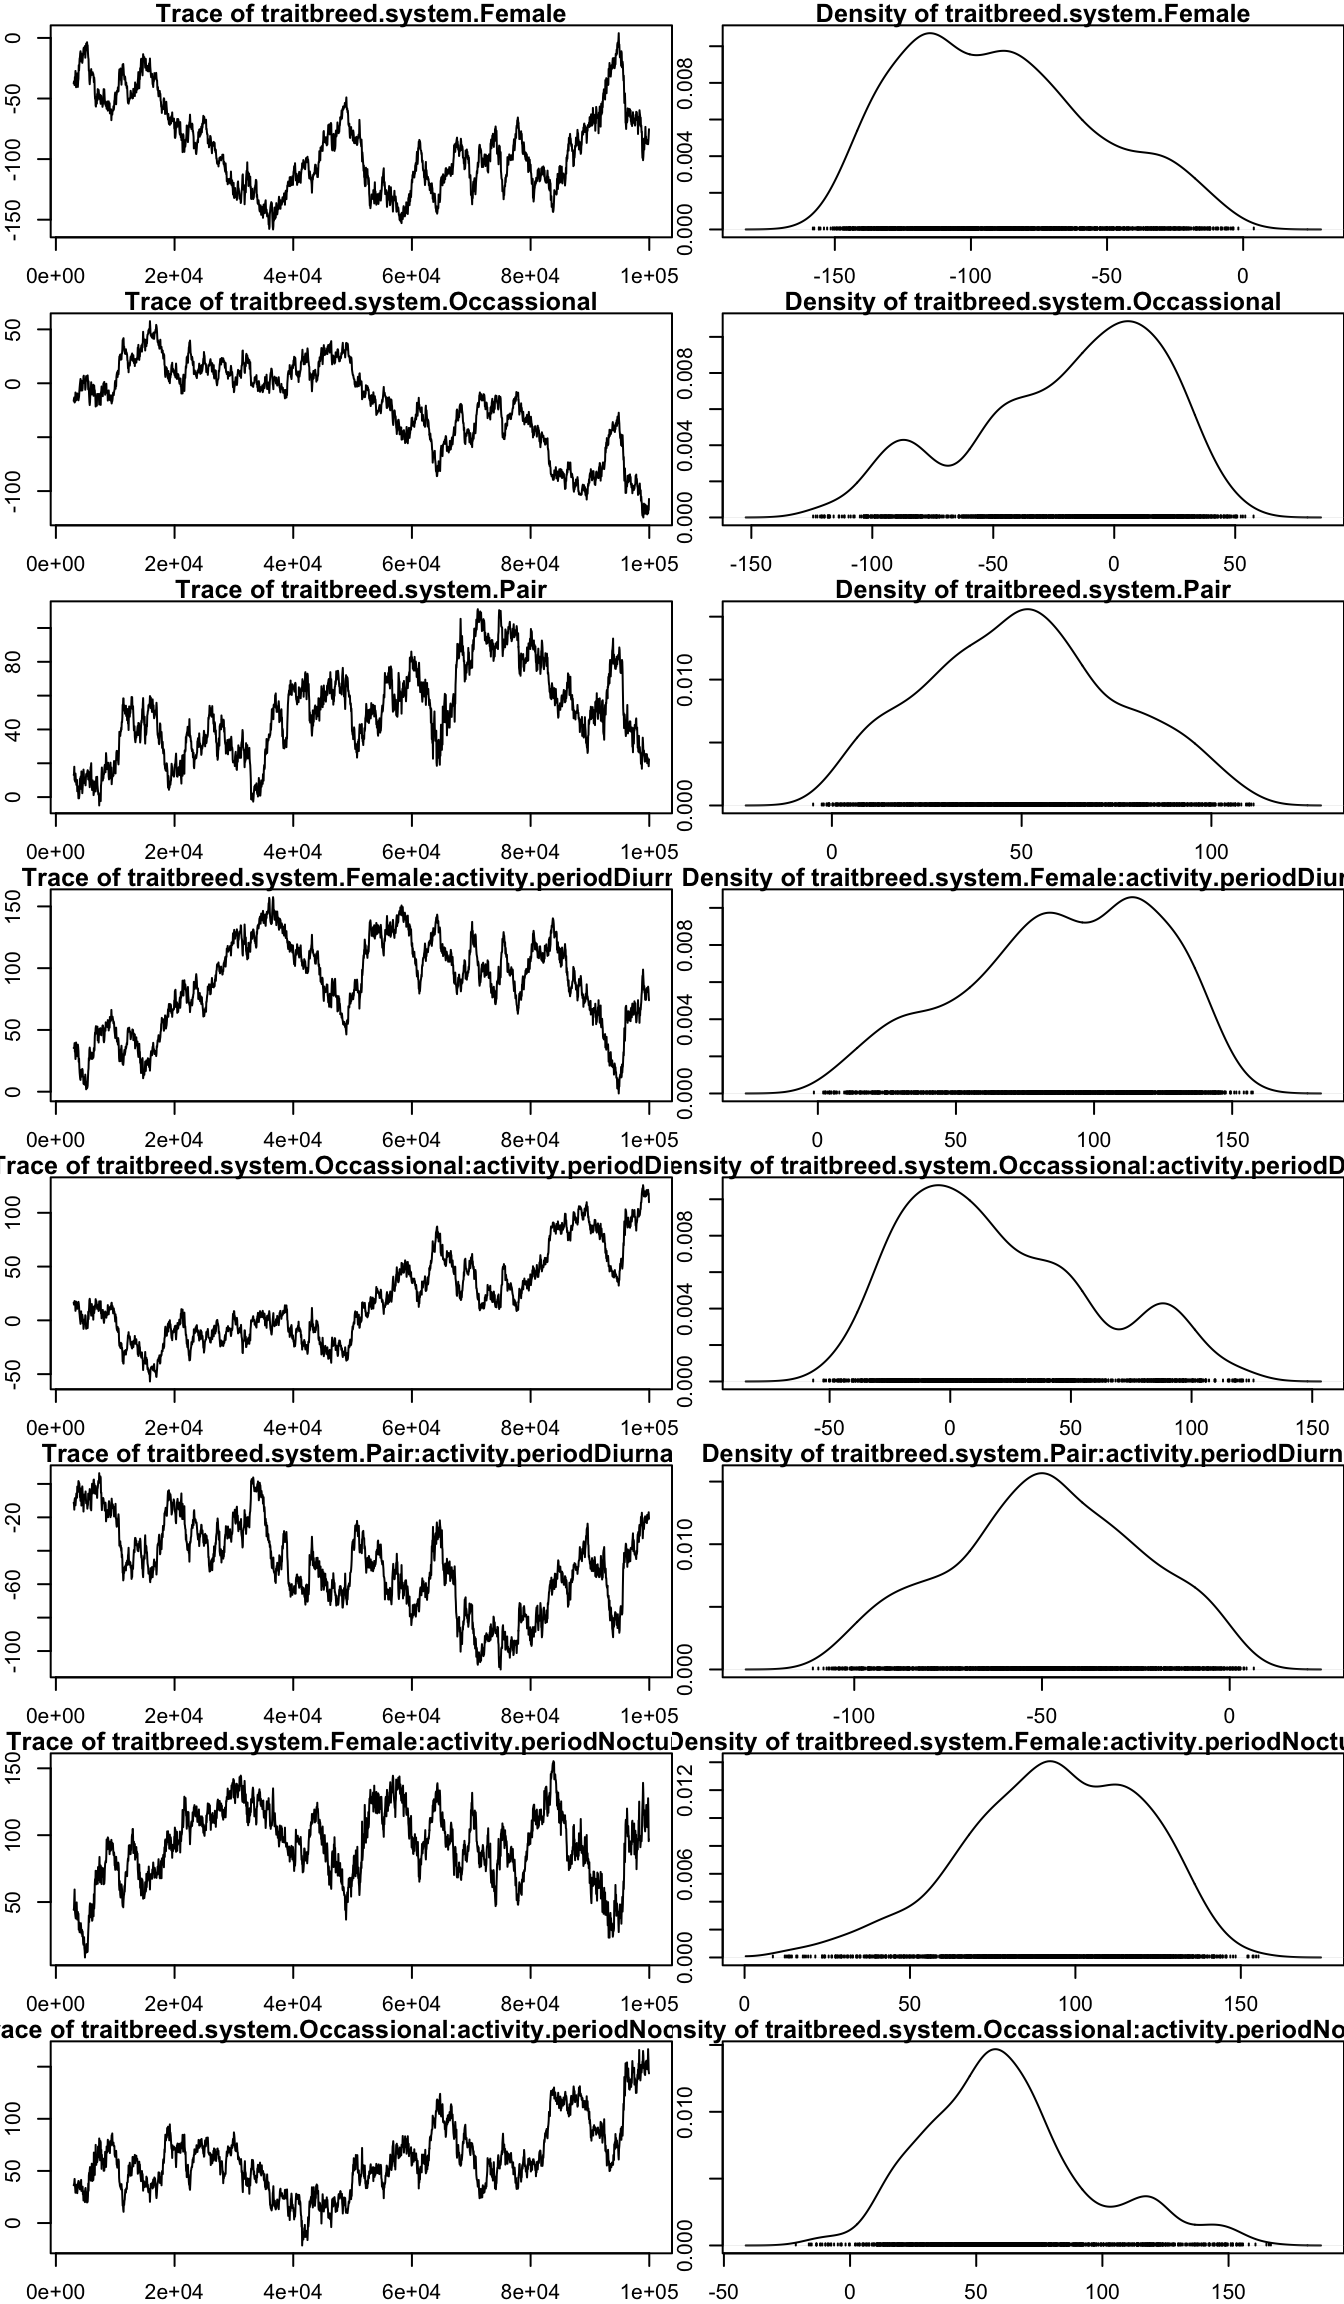 Trace of traitbreed.system.Female
Density of traitbreed.system.Female
-150 -100 -50 0
0.000 0.004 0.008
0e+00 2e+04 4e+04 6e+04 8e+04 1e+05
-150 -100 -50 0
Trace of traitbreed.system.Occassional
Density of traitbreed.system.Occassional
-100 0 50
0.000 0.004 0.008
0e+00 2e+04 4e+04 6e+04 8e+04 1e+05
-150 -100 -50 0 50
Trace of traitbreed.system.Pair
Density of traitbreed.system.Pair
0 40 80
0.000 0.010
0e+00 2e+04 4e+04 6e+04 8e+04 1e+05
0 50 100
Trace of traitbreed.system.Female:activity.periodDiurr
Density of traitbreed.system.Female:activity.periodDiur
0 50 100 150
0.000 0.004 0.008
0e+00 2e+04 4e+04 6e+04 8e+04 1e+05
0 50 100 150
Trace of traitbreed.system.Occassional:activity.periodDi
ensity of traitbreed.system.Occassional:activity.periodD
-50 0 50 100
0.000 0.004 0.008
0e+00 2e+04 4e+04 6e+04 8e+04 1e+05
-50 0 50 100 150
Trace of traitbreed.system.Pair:activity.periodDiurna
Density of traitbreed.system.Pair:activity.periodDiurn
-100 -60 -20
0.000 0.010
0e+00 2e+04 4e+04 6e+04 8e+04 1e+05
-100 -50 0
Trace of traitbreed.system.Female:activity.periodNoctu
Density of traitbreed.system.Female:activity.periodNoctu
50 100 150
0.000 0.006 0.012
0e+00 2e+04 4e+04 6e+04 8e+04 1e+05
0 50 100 150
ace of traitbreed.system.Occassional:activity.periodNoc
nsity of traitbreed.system.Occassional:activity.periodNo
0 50 100
0.000 0.010
0e+00 2e+04 4e+04 6e+04 8e+04 1e+05
-50 0 50 100 150